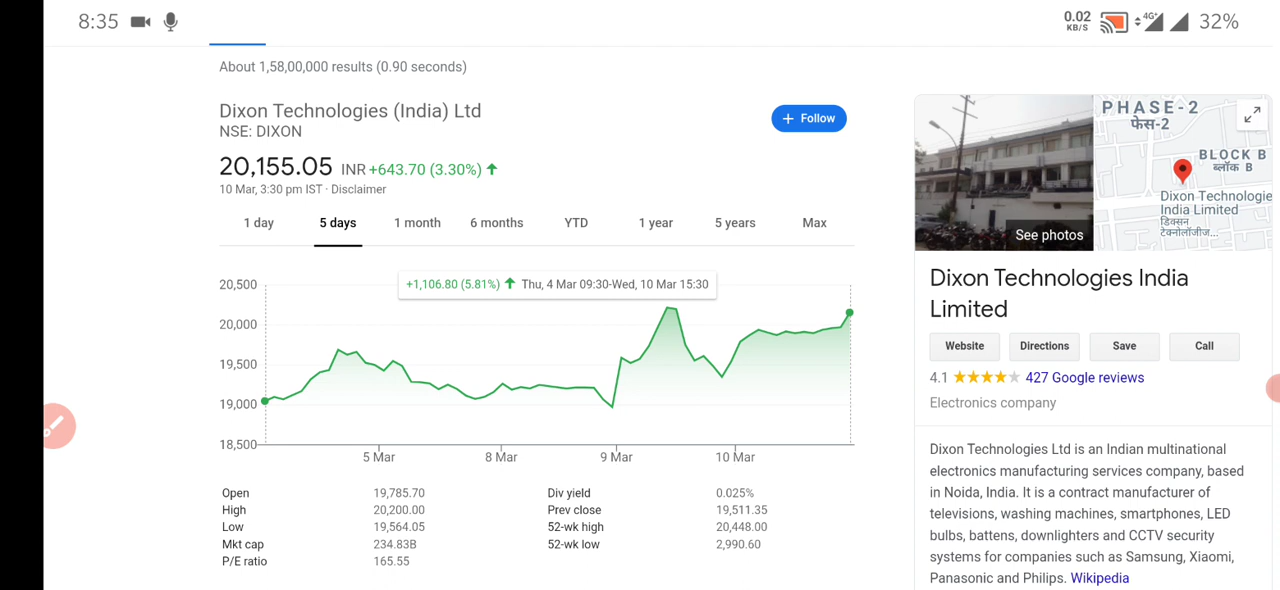 8:35
0.02
KB/S
4G+
32%
About 1,58,00,000 results (0.90 seconds)
Dixon Technologies (India) Ltd
NSE: DIXON
+ Follow
20,155.05 INR +643.70 (3.30%)
10 Mar, 3:30 pm IST · Disclaimer
1 day 5 days 1 month 6 months YTD 1 year 5 years Max
+1,106.80 (5.81%) Thu, 4 Mar 09:30-Wed, 10 Mar 15:30
20,500
20,000
19,500
19,000
18,500
5 Mar 8 Mar 9 Mar 10 Mar
Open 19,785.70 Div yield 0.025%
High 20,200.00 Prev close 19,511.35
Low 19,564.05 52-wk high 20,448.00
Mkt cap 234.83B 52-wk low 2,990.60
P/E ratio 165.55
See photos
PHASE-2
फेस-2
BLOCK B
ब्लॉक B
Dixon Technologie
India Limited
डिक्सन
टेक्नोलॉजीज...
Dixon Technologies India
Limited
Website Directions Save Call
4.1 427 Google reviews
Electronics company
Dixon Technologies Ltd is an Indian multinational
electronics manufacturing services company, based
in Noida, India. It is a contract manufacturer of
televisions, washing machines, smartphones, LED
bulbs, battens, downlighters and CCTV security
systems for companies such as Samsung, Xiaomi,
Panasonic and Philips. Wikipedia